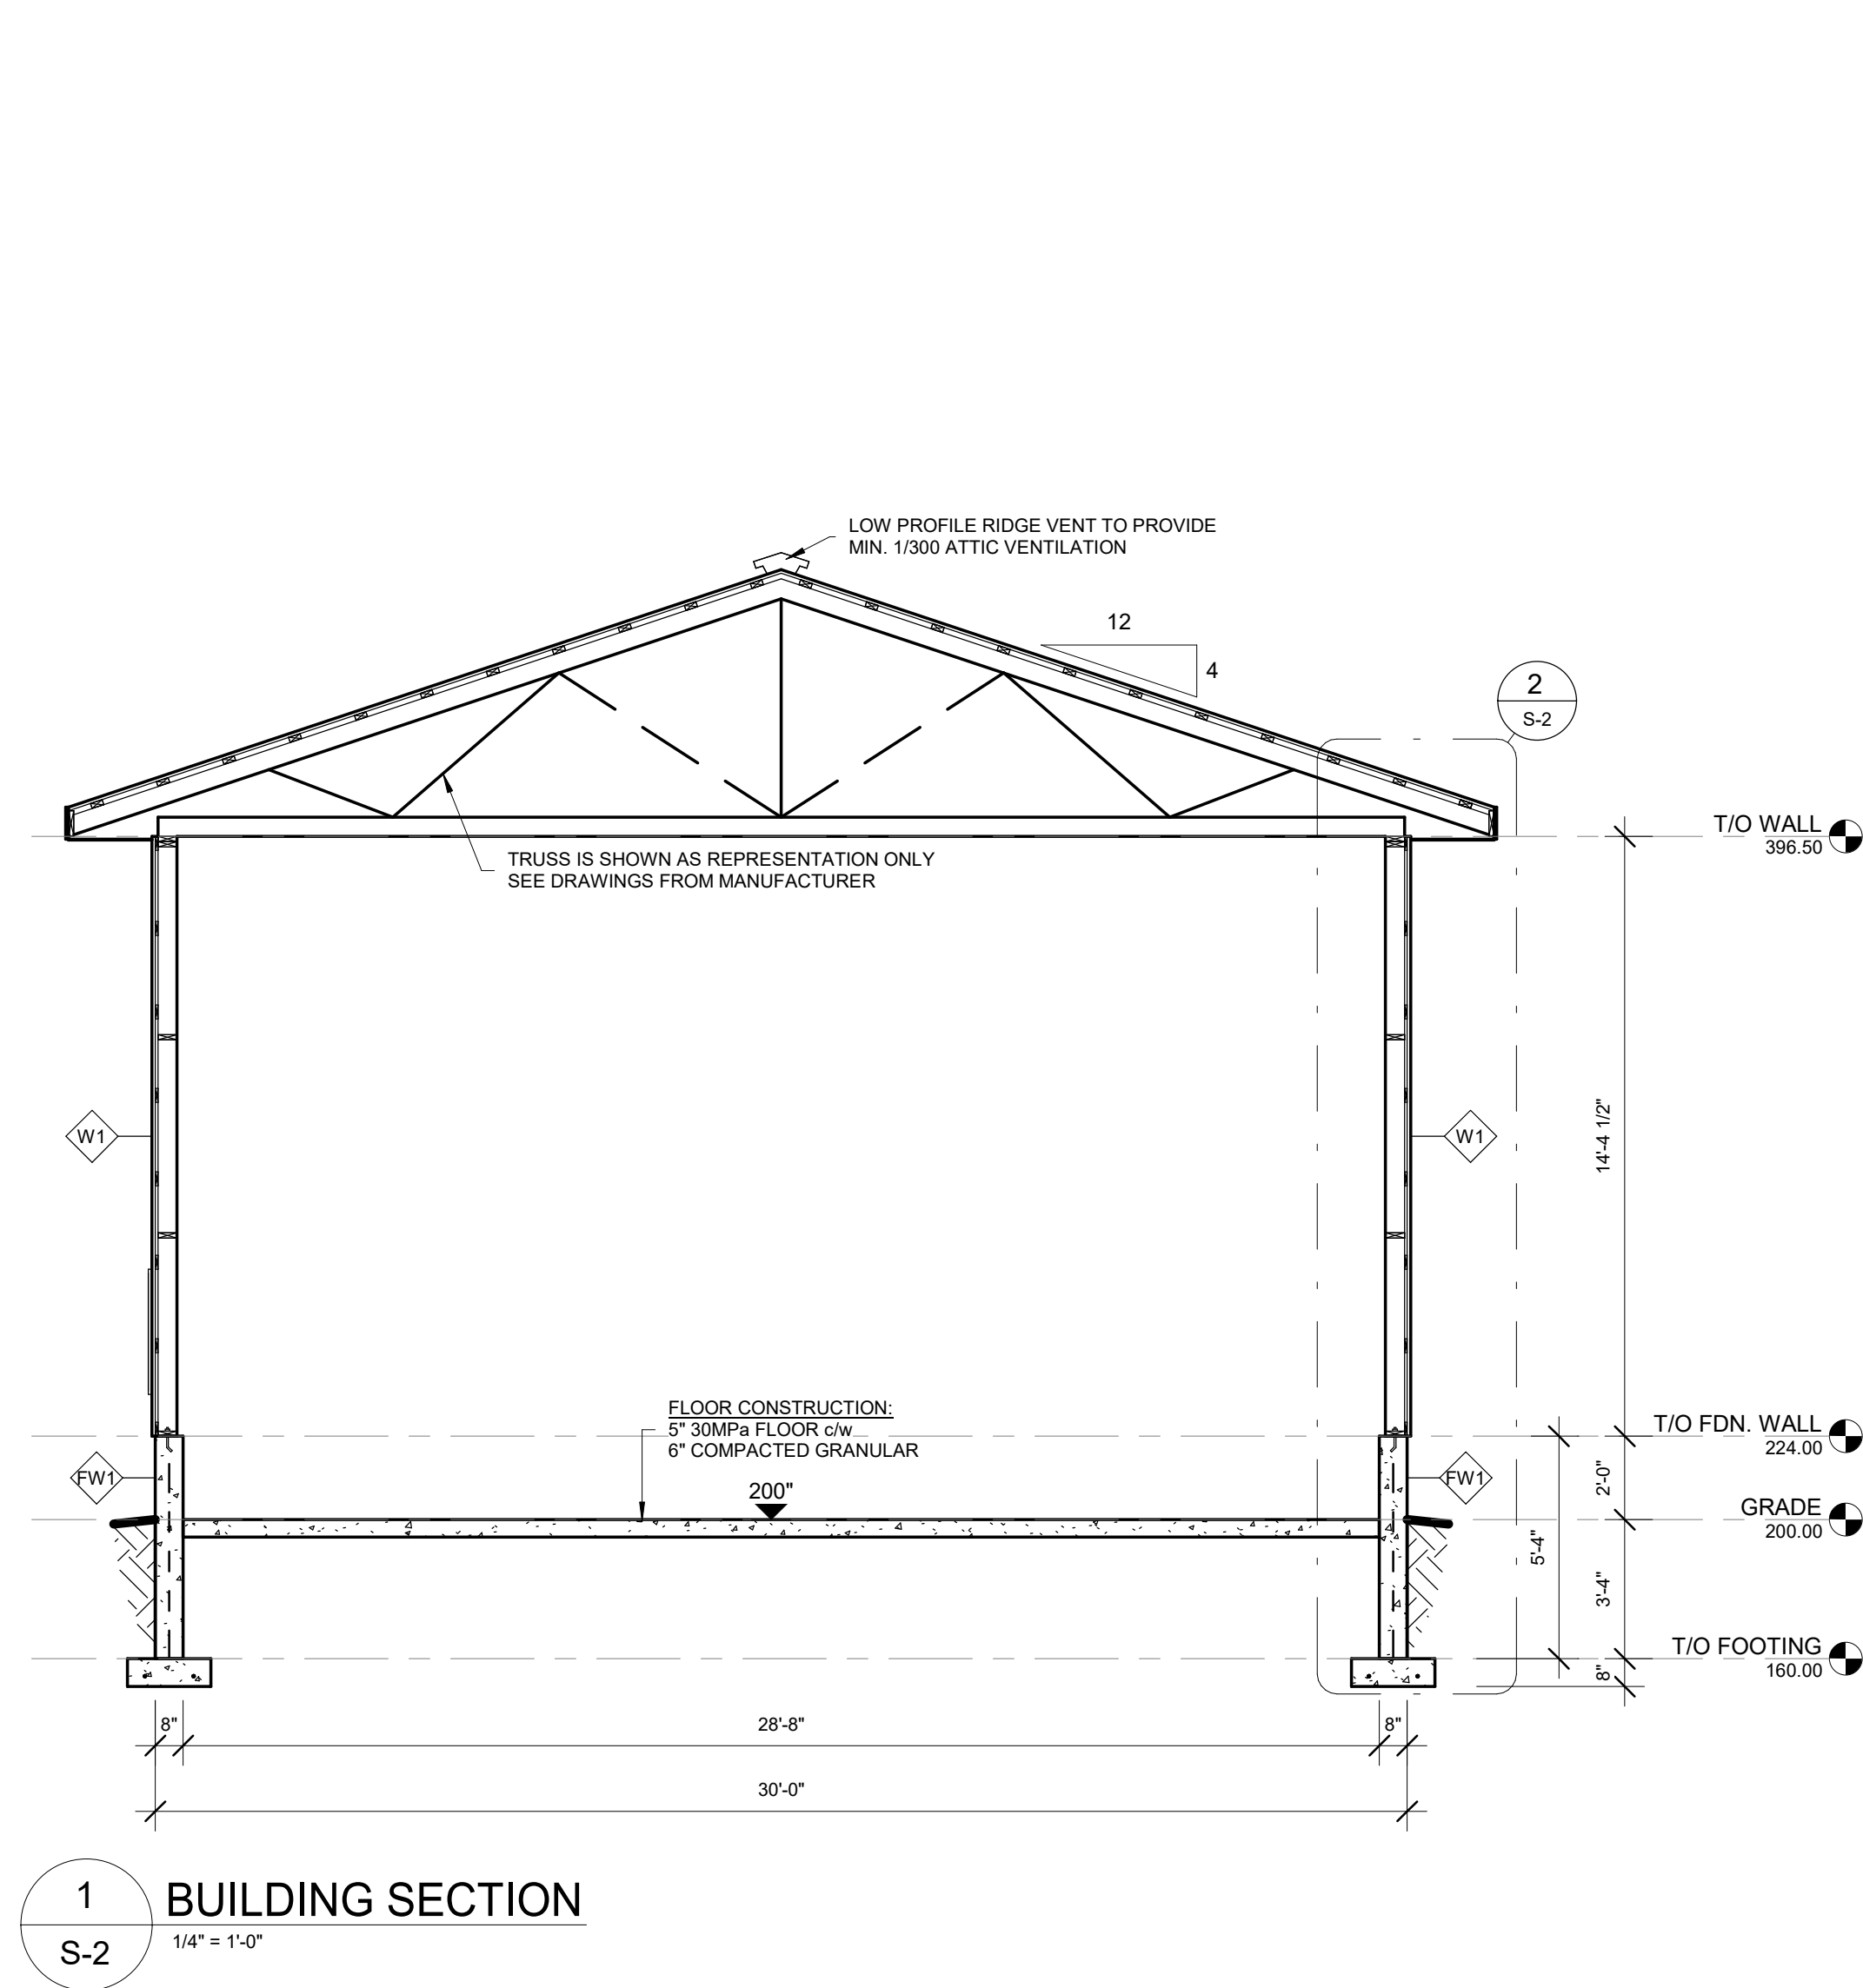 LOW PROFILE RIDGE VENT TO PROVIDE
MIN. 1/300 ATTIC VENTILATION
12
4
2
S-2
T/O WALL
396.50
TRUSS IS SHOWN AS REPRESENTATION ONLY
SEE DRAWINGS FROM MANUFACTURER
W1
W1
14'-4 1/2"
FLOOR CONSTRUCTION:
5" 30MPa FLOOR c/w
6" COMPACTED GRANULAR
T/O FDN. WALL
224.00
FW1
FW1
2'-0"
200"
GRADE
200.00
5'-4"
3'-4"
T/O FOOTING
160.00
8"
8"
28'-8"
8"
30'-0"
1
S-2
BUILDING SECTION
1/4" = 1'-0"